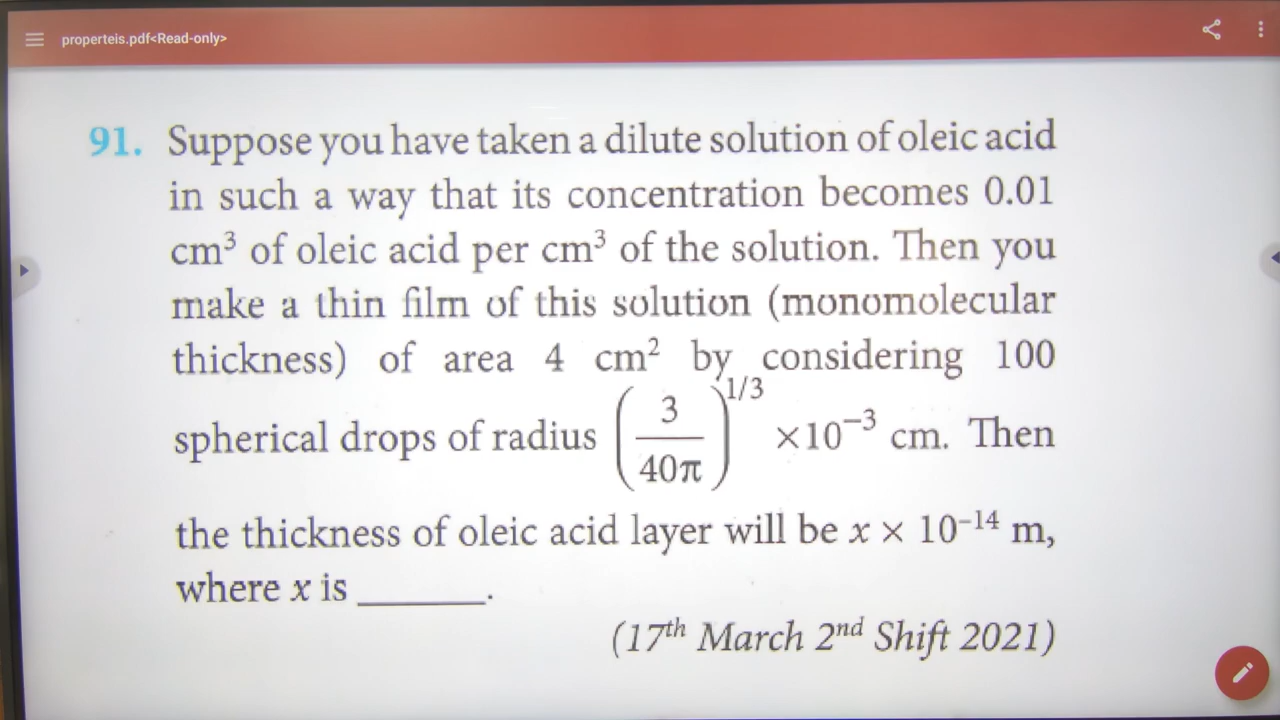 properteis.pdf<Read-only>
91. Suppose you have taken a dilute solution of oleic acid
in such a way that its concentration becomes 0.01
cm³ of oleic acid per cm³ of the solution. Then you
make a thin film of this solution (monomolecular
thickness) of area 4 cm² by considering 100
spherical drops of radius (3/40π)^1/3 ×10⁻³ cm. Then
the thickness of oleic acid layer will be x × 10⁻¹⁴ m,
where x is ______.
(17th March 2nd Shift 2021)